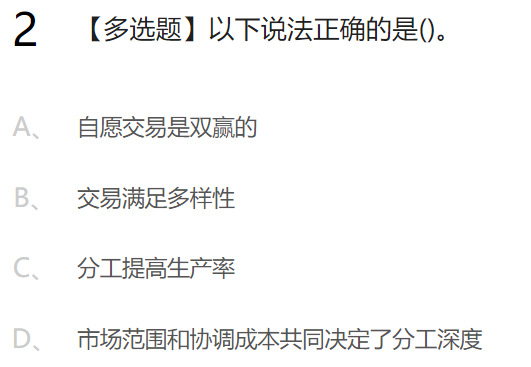 2 【多选题】以下说法正确的是()。
A、 自愿交易是双赢的
B、 交易满足多样性
C、 分工提高生产率
D、 市场范围和协调成本共同决定了分工深度